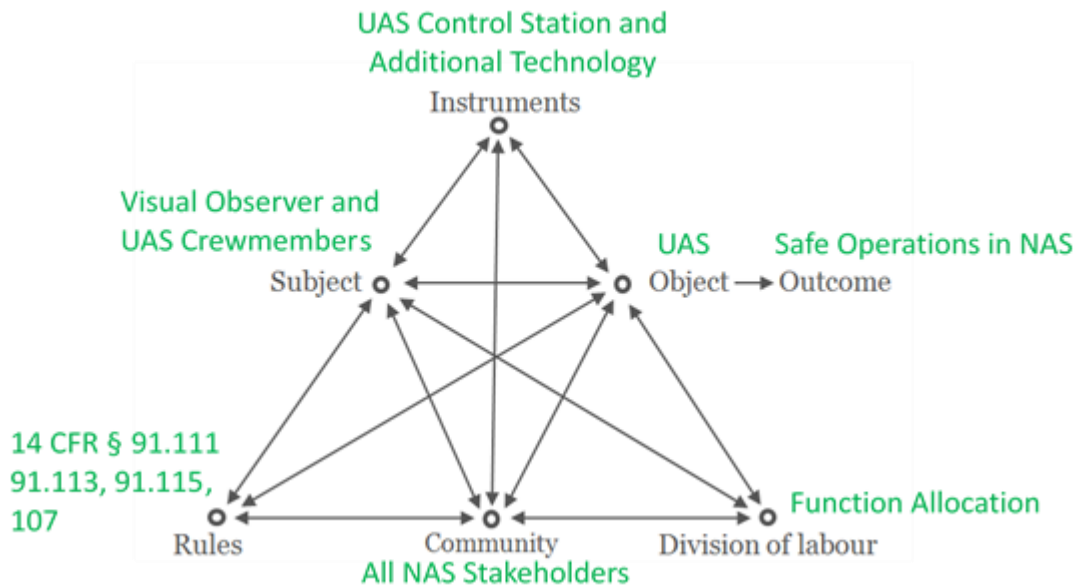 UAS Control Station and
Additional Technology
Instruments
Visual Observer and
UAS Crewmembers
Subject
UAS
Safe Operations in NAS
Object
Outcome
14 CFR § 91.111
91.113, 91.115,
107
Rules
Community
All NAS Stakeholders
Function Allocation
Division of labour